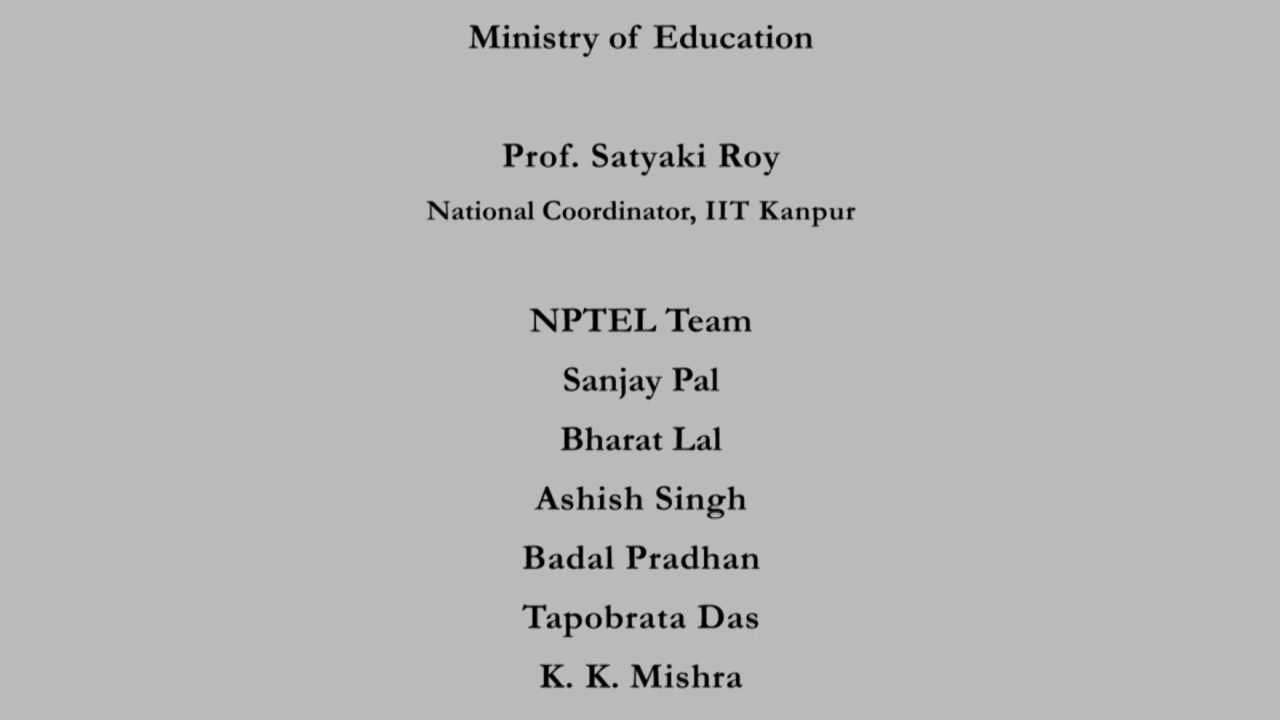 Ministry of Education
Prof. Satyaki Roy
National Coordinator, IIT Kanpur
NPTEL Team
Sanjay Pal
Bharat Lal
Ashish Singh
Badal Pradhan
Tapobrata Das
K. K. Mishra